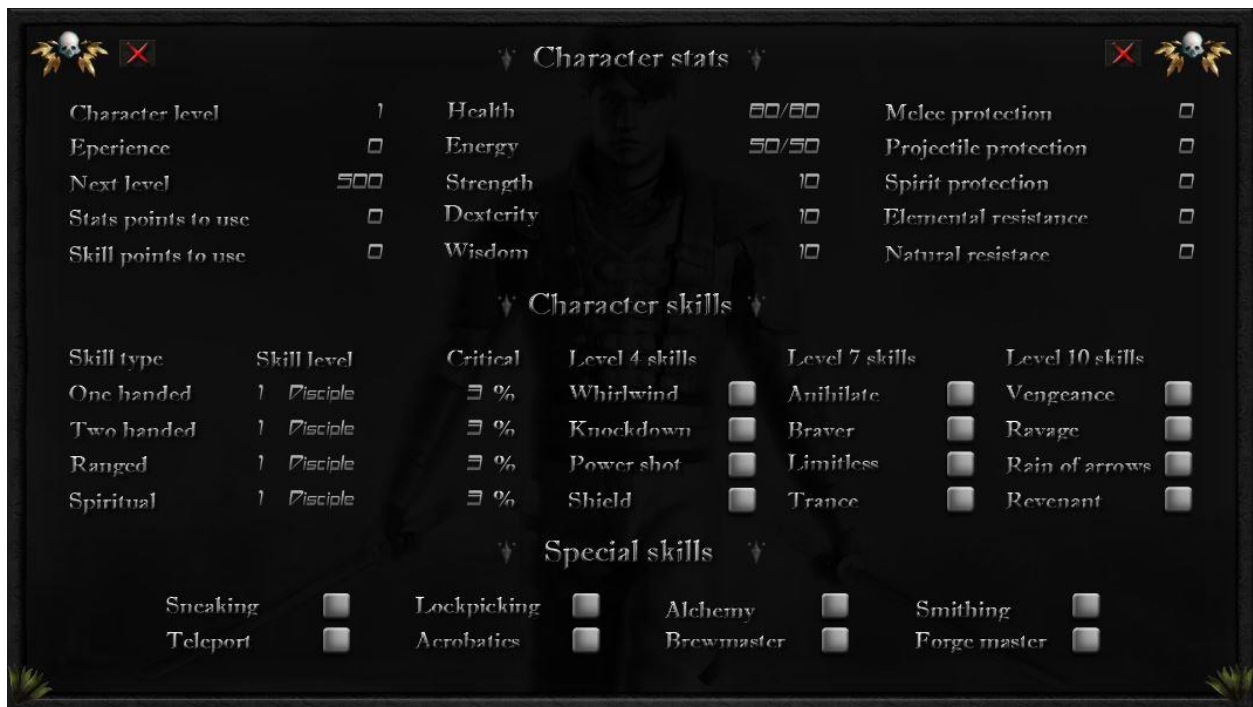 Character stats
Character level 1 Health 80/80 Melee protection 0
Eperience 0 Energy 50/50 Projectile protection 0
Next level 500 Strength 10 Spirit protection 0
Stats points to use 0 Dexterity 10 Elemental resistance 0
Skill points to use 0 Wisdom 10 Natural resistace 0
Character skills
Skill type Skill level Critical Level 4 skills Level 7 skills Level 10 skills
One handed 1 Disciple 3 % Whirlwind Anihilate Vengeance
Two handed 1 Disciple 3 % Knockdown Braver Ravage
Ranged 1 Disciple 3 % Power shot Limitless Rain of arrows
Spiritual 1 Disciple 3 % Shield Trance Revenant
Special skills
Sneaking Lockpicking Alchemy Smithing
Teleport Acrobatics Brewmaster Forge master